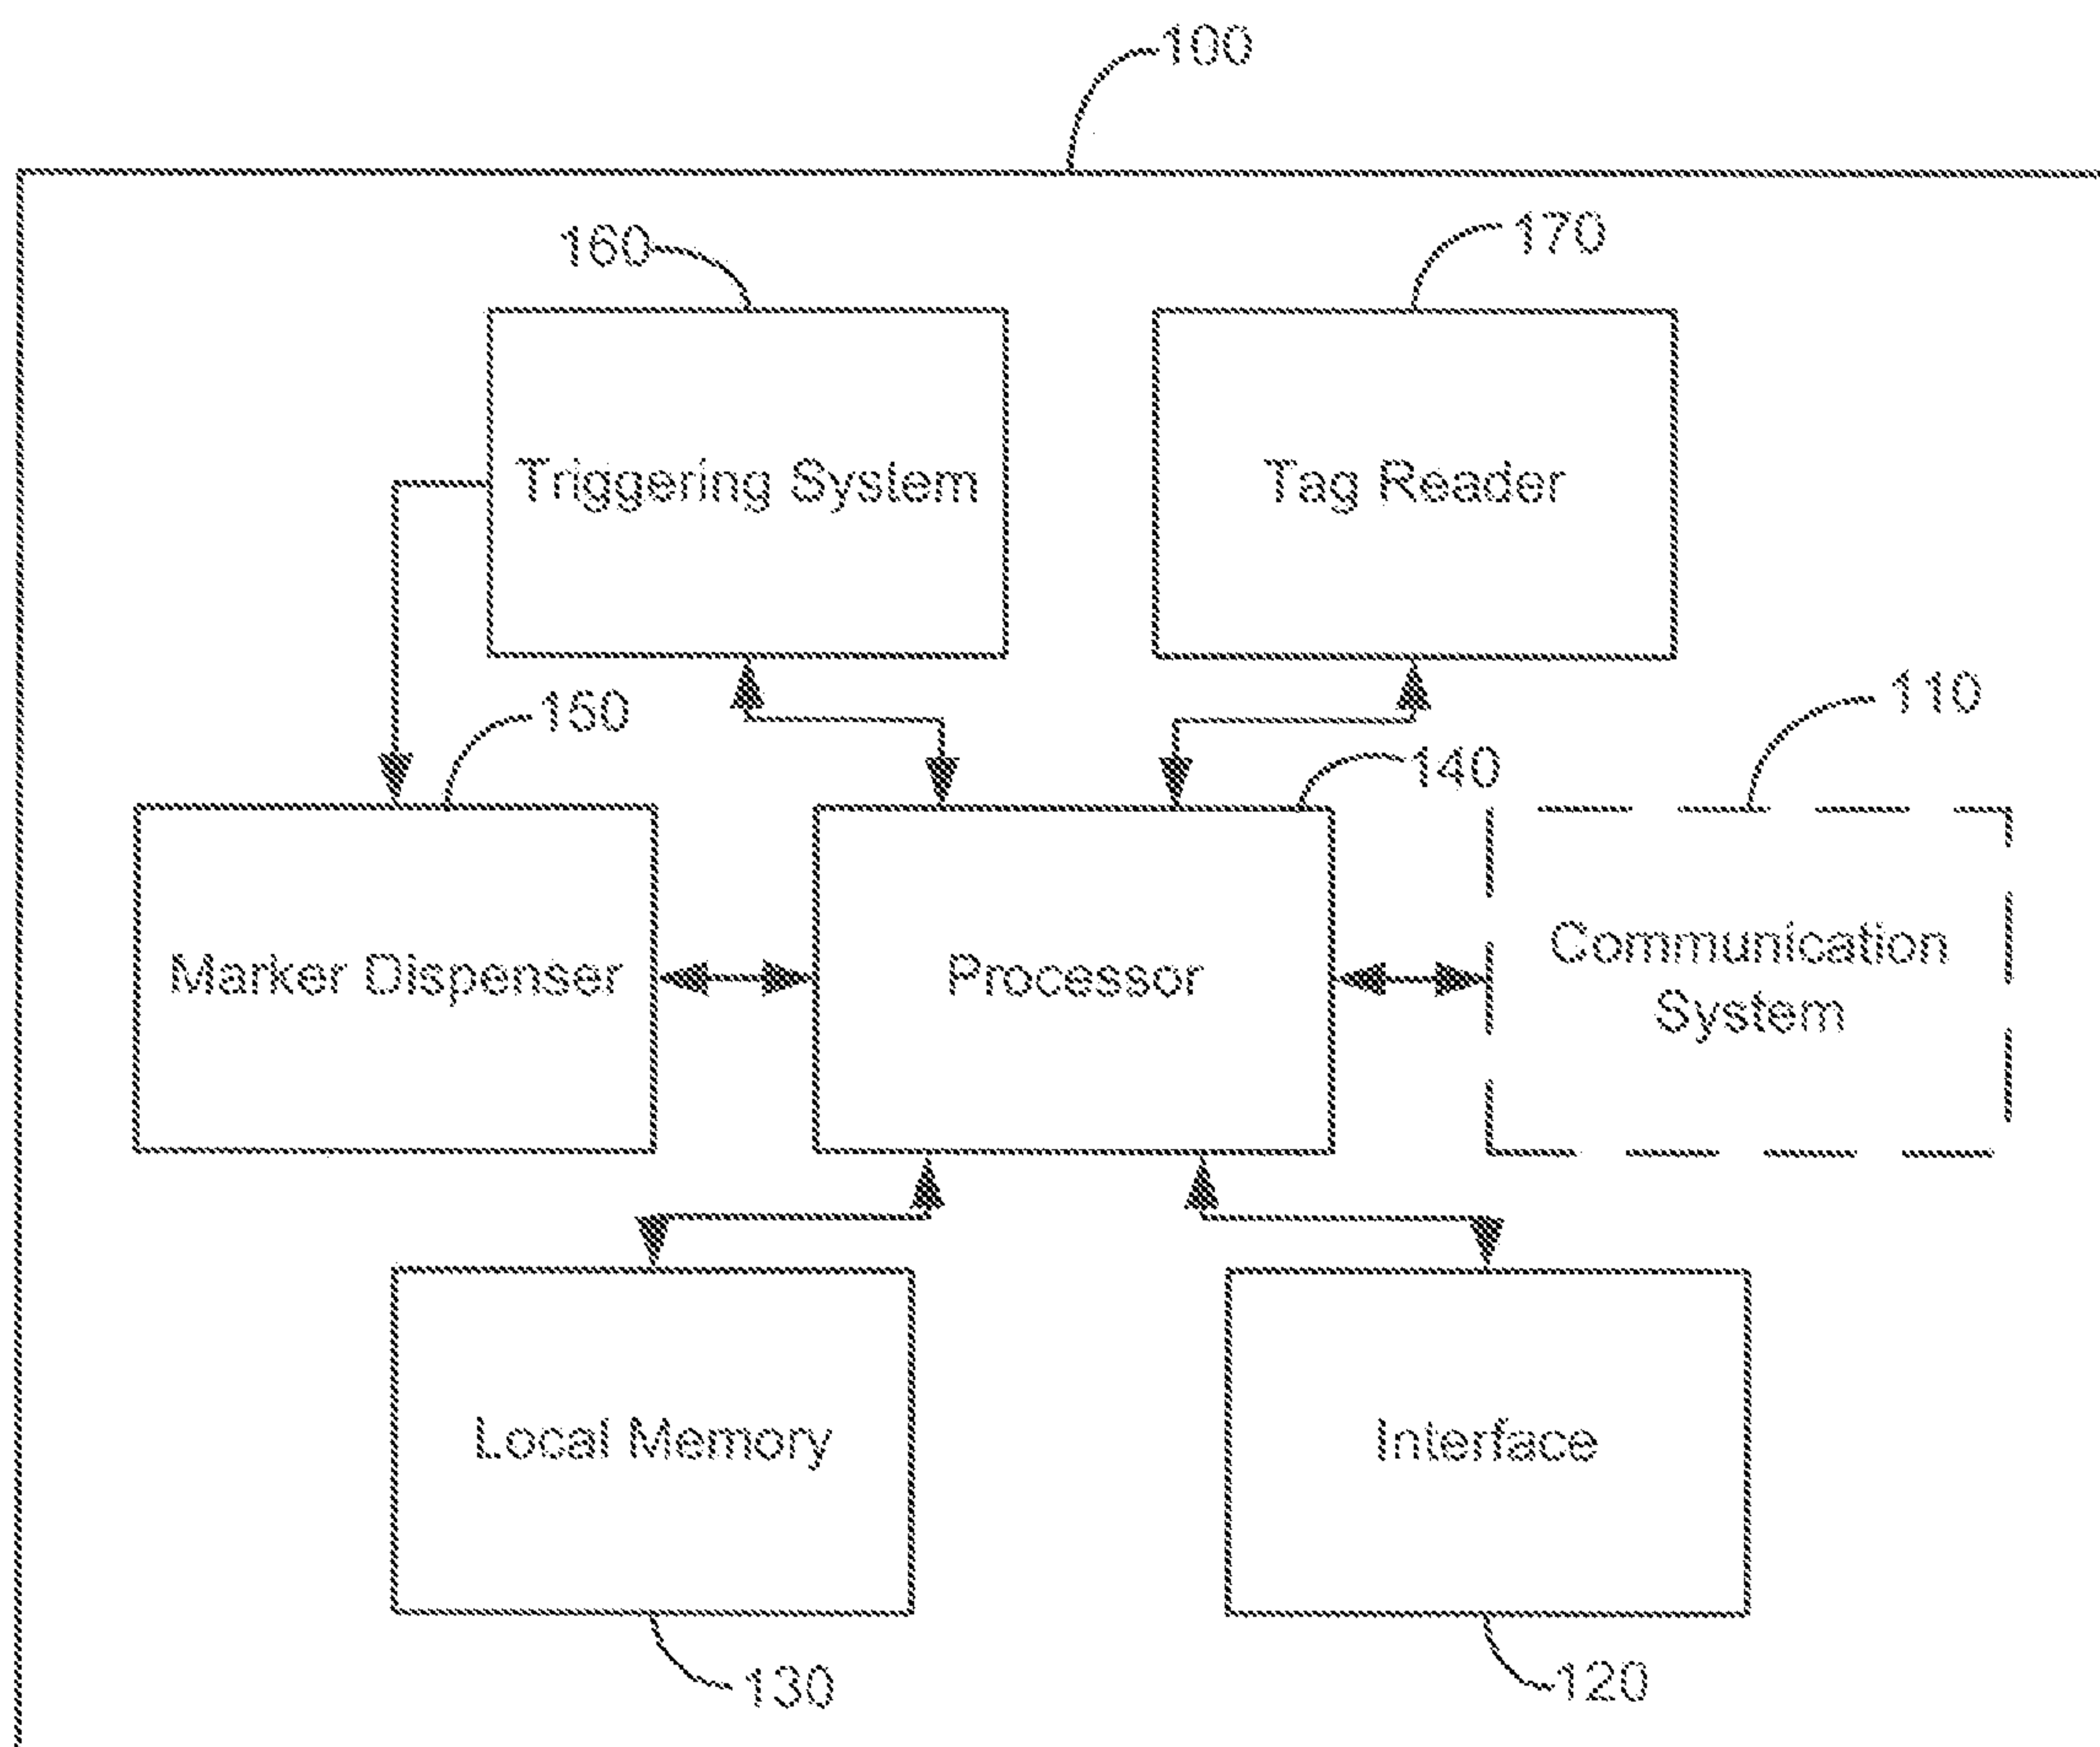 100
160
170
Triggering System
Tag Reader
150
140
110
Marker Dispenser
Processor
Communication
System
Local Memory
Interface
130
120